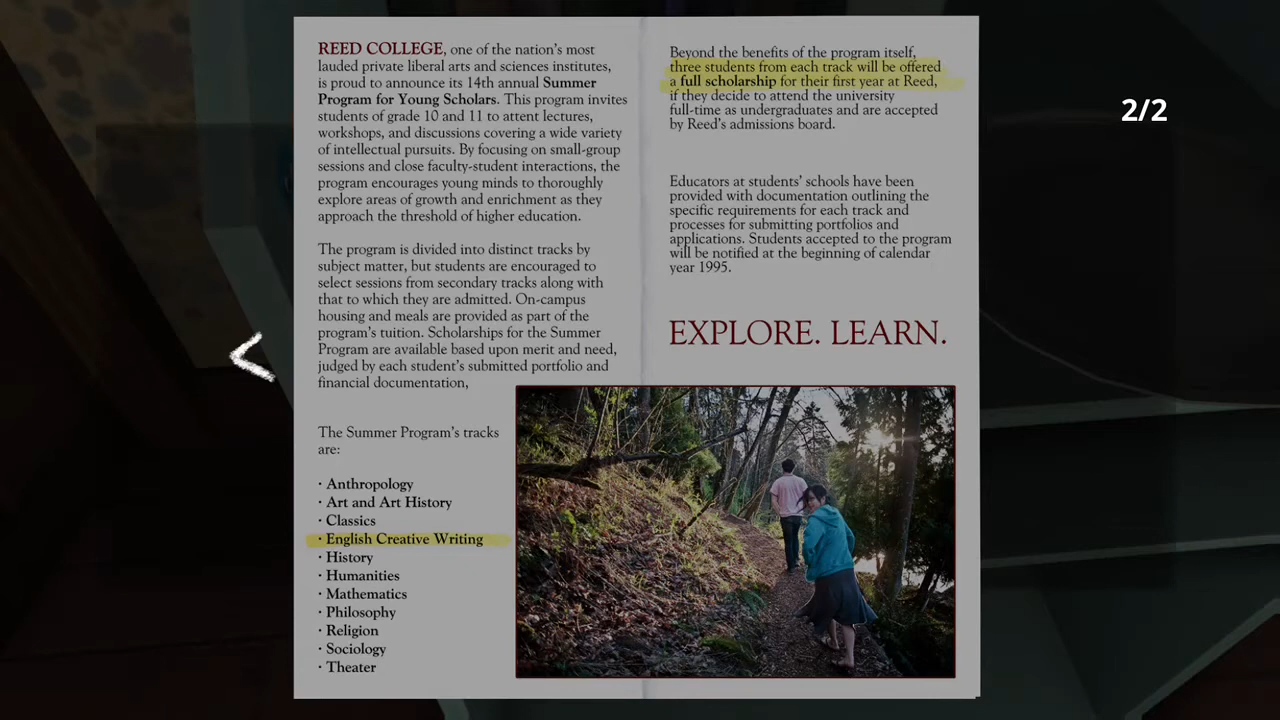 REED COLLEGE, one of the nation's most
lauded private liberal arts and sciences institutes,
is proud to announce its 14th annual Summer
Program for Young Scholars. This program invites
students of grade 10 and 11 to attent lectures,
workshops, and discussions covering a wide variety
of intellectual pursuits. By focusing on small-group
sessions and close faculty-student interactions, the
program encourages young minds to thoroughly
explore areas of growth and enrichment as they
approach the threshold of higher education.
The program is divided into distinct tracks by
subject matter, but students are encouraged to
select sessions from secondary tracks along with
that to which they are admitted. On-campus
housing and meals are provided as part of the
program's tuition. Scholarships for the Summer
Program are available based upon merit and need,
judged by each student's submitted portfolio and
financial documentation,
The Summer Program's tracks
are:
· Anthropology
· Art and Art History
· Classics
· English Creative Writing
· History
· Humanities
· Mathematics
· Philosophy
· Religion
· Sociology
· Theater
Beyond the benefits of the program itself,
three students from each track will be offered
a full scholarship for their first year at Reed,
if they decide to attend the university
full-time as undergraduates and are accepted
by Reed's admissions board.
Educators at students' schools have been
provided with documentation outlining the
specific requirements for each track and
processes for submitting portfolios and
applications. Students accepted to the program
will be notified at the beginning of calendar
year 1995.
EXPLORE. LEARN.
2/2